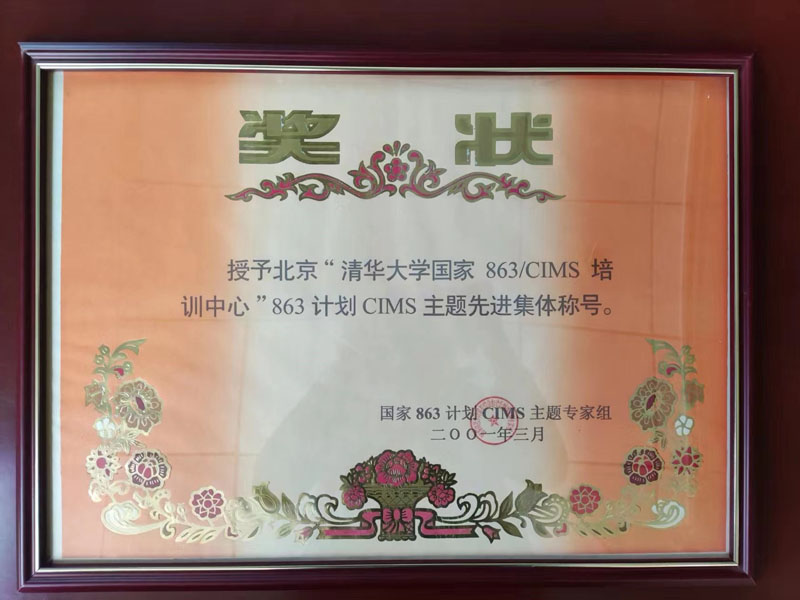 奖 状
授予北京“清华大学国家 863/CIMS 培
训中心”863 计划 CIMS 主题先进集体称号。
国家 863 计划 CIMS 主题专家组
二〇〇一年三月